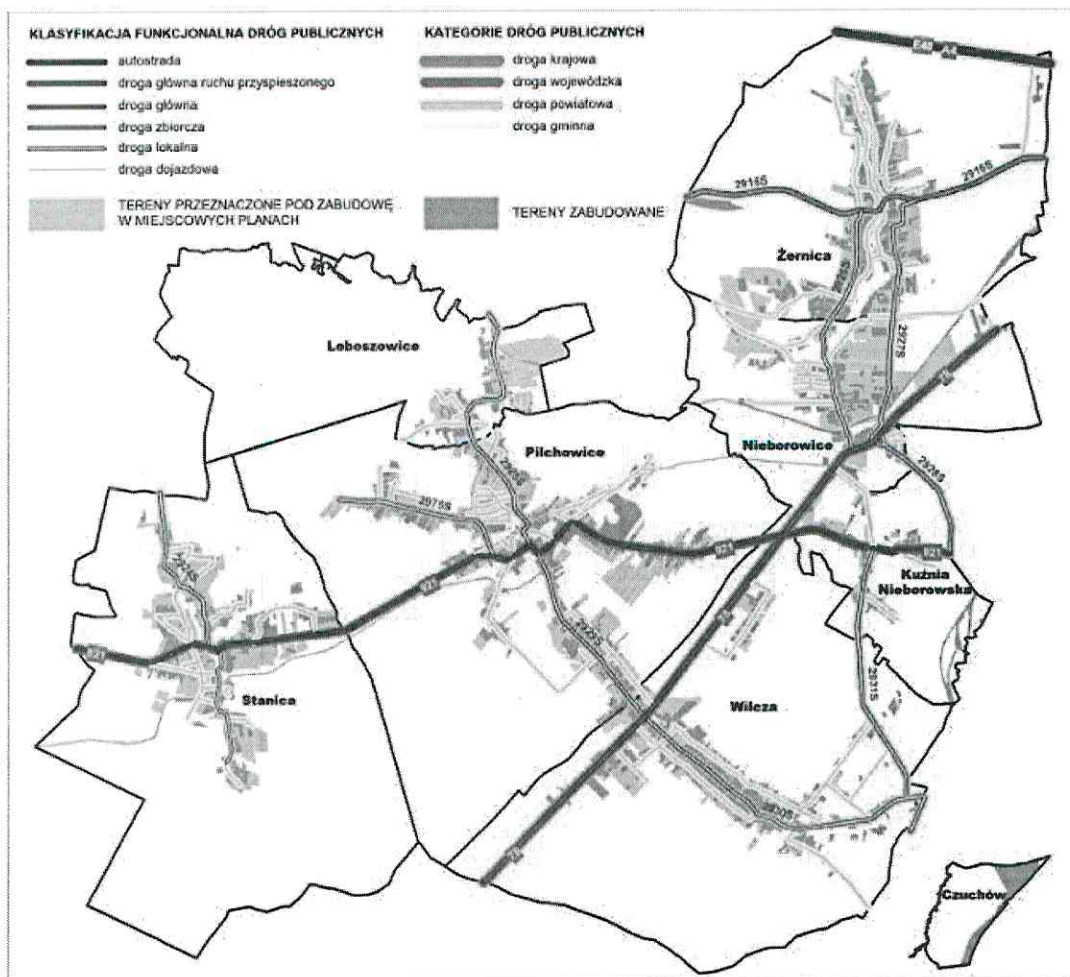 KLASYFIKACJA FUNKCJONALNA DRÓG PUBLICZNYCH
autostrada
droga główna ruchu przyspieszonego
droga główna
droga zbiorcza
droga lokalna
droga dojazdowa
TERENY PRZEZNACZONE POD ZABUDOWĘ
W MIEJSCOWYCH PLANACH
KATEGORIE DRÓG PUBLICZNYCH
droga krajowa
droga wojewódzka
droga powiatowa
droga gminna
TERENY ZABUDOWANE
2916S
2916S
Żernica
2927S
Leboszowice
Nieborowice
Pilchowice
2975S
2924S
921
921
921
921
Kuźnia
Nieborowska
2931S
Stanica
Wilcza
Czuchów